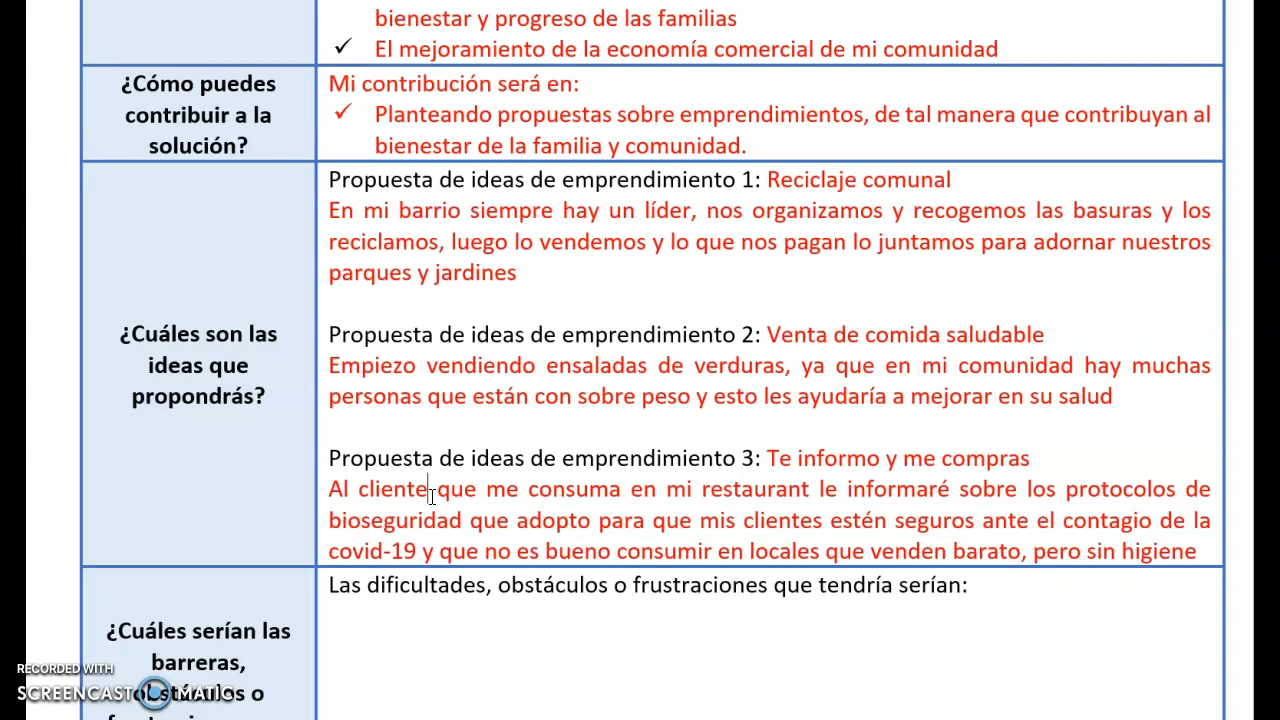 bienestar y progreso de las familias
✓ El mejoramiento de la economía comercial de mi comunidad
¿Cómo puedes
contribuir a la
solución?
Mi contribución será en:
✓ Planteando propuestas sobre emprendimientos, de tal manera que contribuyan al
bienestar de la familia y comunidad.
¿Cuáles son las
ideas que
propondrás?
Propuesta de ideas de emprendimiento 1: Reciclaje comunal
En mi barrio siempre hay un líder, nos organizamos y recogemos las basuras y los
reciclamos, luego lo vendemos y lo que nos pagan lo juntamos para adornar nuestros
parques y jardines
Propuesta de ideas de emprendimiento 2: Venta de comida saludable
Empiezo vendiendo ensaladas de verduras, ya que en mi comunidad hay muchas
personas que están con sobre peso y esto les ayudaría a mejorar en su salud
Propuesta de ideas de emprendimiento 3: Te informo y me compras
Al cliente que me consuma en mi restaurant le informaré sobre los protocolos de
bioseguridad que adopto para que mis clientes estén seguros ante el contagio de la
covid-19 y que no es bueno consumir en locales que venden barato, pero sin higiene
¿Cuáles serían las
barreras,
obstáculos o
Las dificultades, obstáculos o frustraciones que tendría serían:
RECORDED WITH
SCREENCAST MATIC